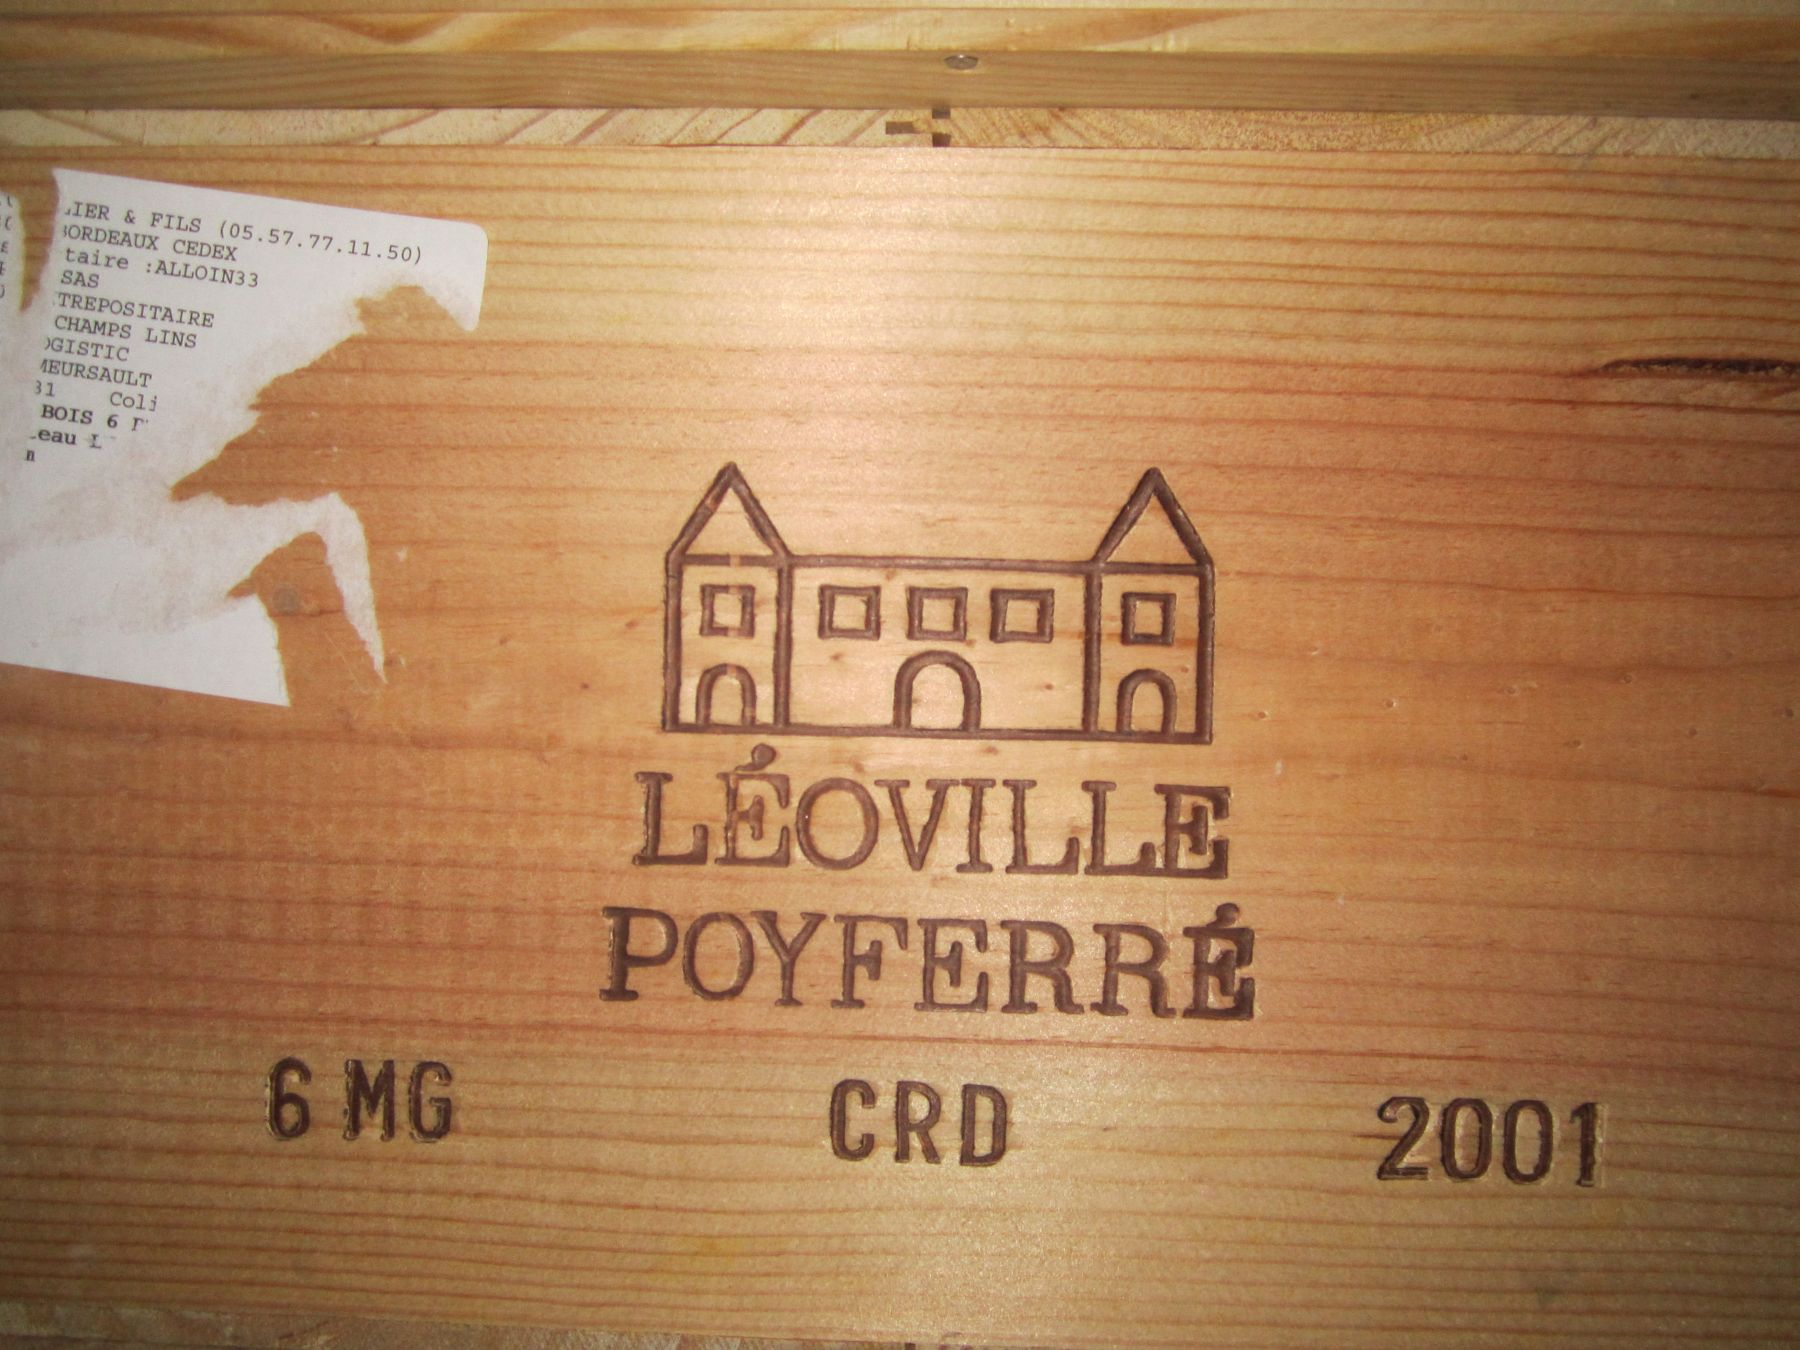 LIER & FILS (05.57.77.11.50)
BORDEAUX CEDEX
taire :ALLOIN33
SAS
TREPOSITAIRE
CHAMPS LINS
OGISTIC
MEURSAULT
31 Coli
BOIS 6
eau L
n
LÉOVILLE
POYFERRÉ
6 MG CRD 2001